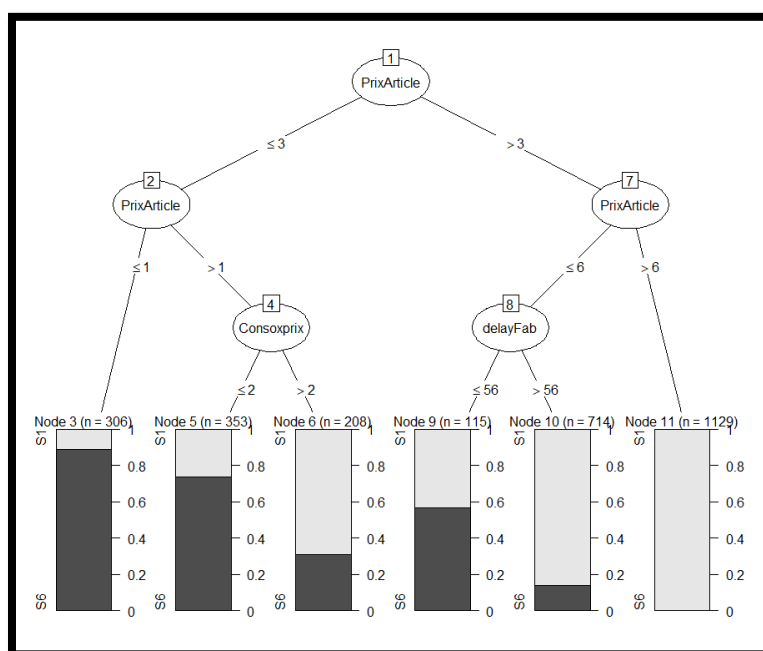 1
PrixArticle
≤ 3
> 3
2
PrixArticle
7
PrixArticle
≤ 1
> 1
≤ 6
> 6
4
Consoxprix
8
delayFab
≤ 2
> 2
≤ 56
> 56
Node 3 (n = 306)
S1
S6
1
0.8
0.6
0.4
0.2
0
Node 5 (n = 353)
S1
S6
1
0.8
0.6
0.4
0.2
0
Node 6 (n = 208)
S1
S6
1
0.8
0.6
0.4
0.2
0
Node 9 (n = 115)
S1
S6
1
0.8
0.6
0.4
0.2
0
Node 10 (n = 714)
S1
S6
1
0.8
0.6
0.4
0.2
0
Node 11 (n = 1129)
S1
S6
1
0.8
0.6
0.4
0.2
0